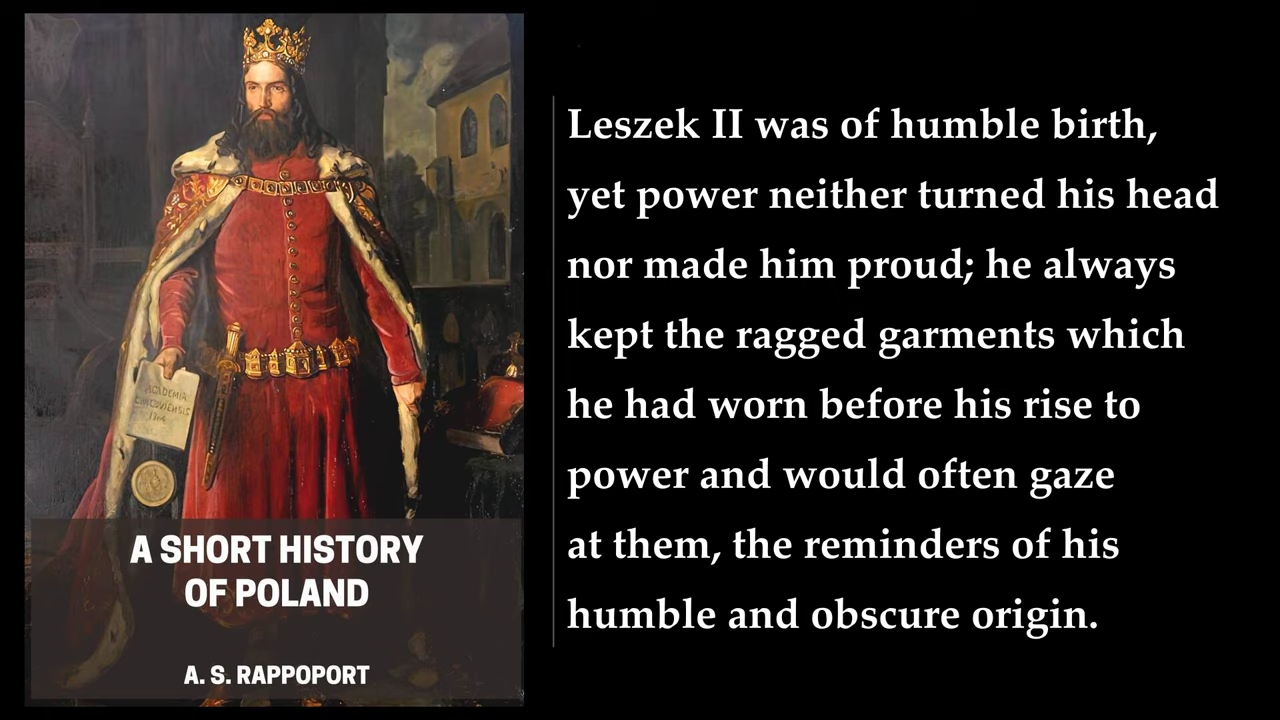 ACADEMIA
A SHORT HISTORY
OF POLAND
A. S. RAPPOPORT
Leszek II was of humble birth,
yet power neither turned his head
nor made him proud; he always
kept the ragged garments which
he had worn before his rise to
power and would often gaze
at them, the reminders of his
humble and obscure origin.